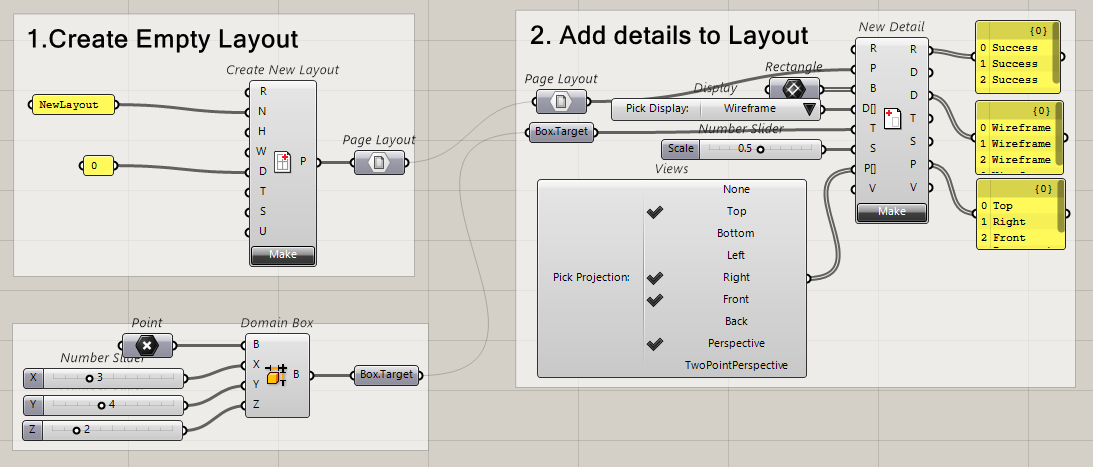 1.Create Empty Layout
Create New Layout
NewLayout
0
R
N
H
W
D
T
S
U
P
Make
Page Layout
Point
Domain Box
Number Slider
X 3
Y 4
Z 2
B
X
Y
Z
B
Box.Target
2. Add details to Layout
Page Layout
Box.Target
Rectangle
Display
Pick Display: Wireframe
Number Slider
Scale 0.5
Views
Pick Projection:
None
Top
Bottom
Left
Right
Front
Back
Perspective
TwoPointPerspective
New Detail
R R
P D
B D
D[] T
T S
S P
P[] V
V
Make
{0}
0 Success
1 Success
2 Success
{0}
0 Wireframe
1 Wireframe
2 Wireframe
{0}
0 Top
1 Right
2 Front